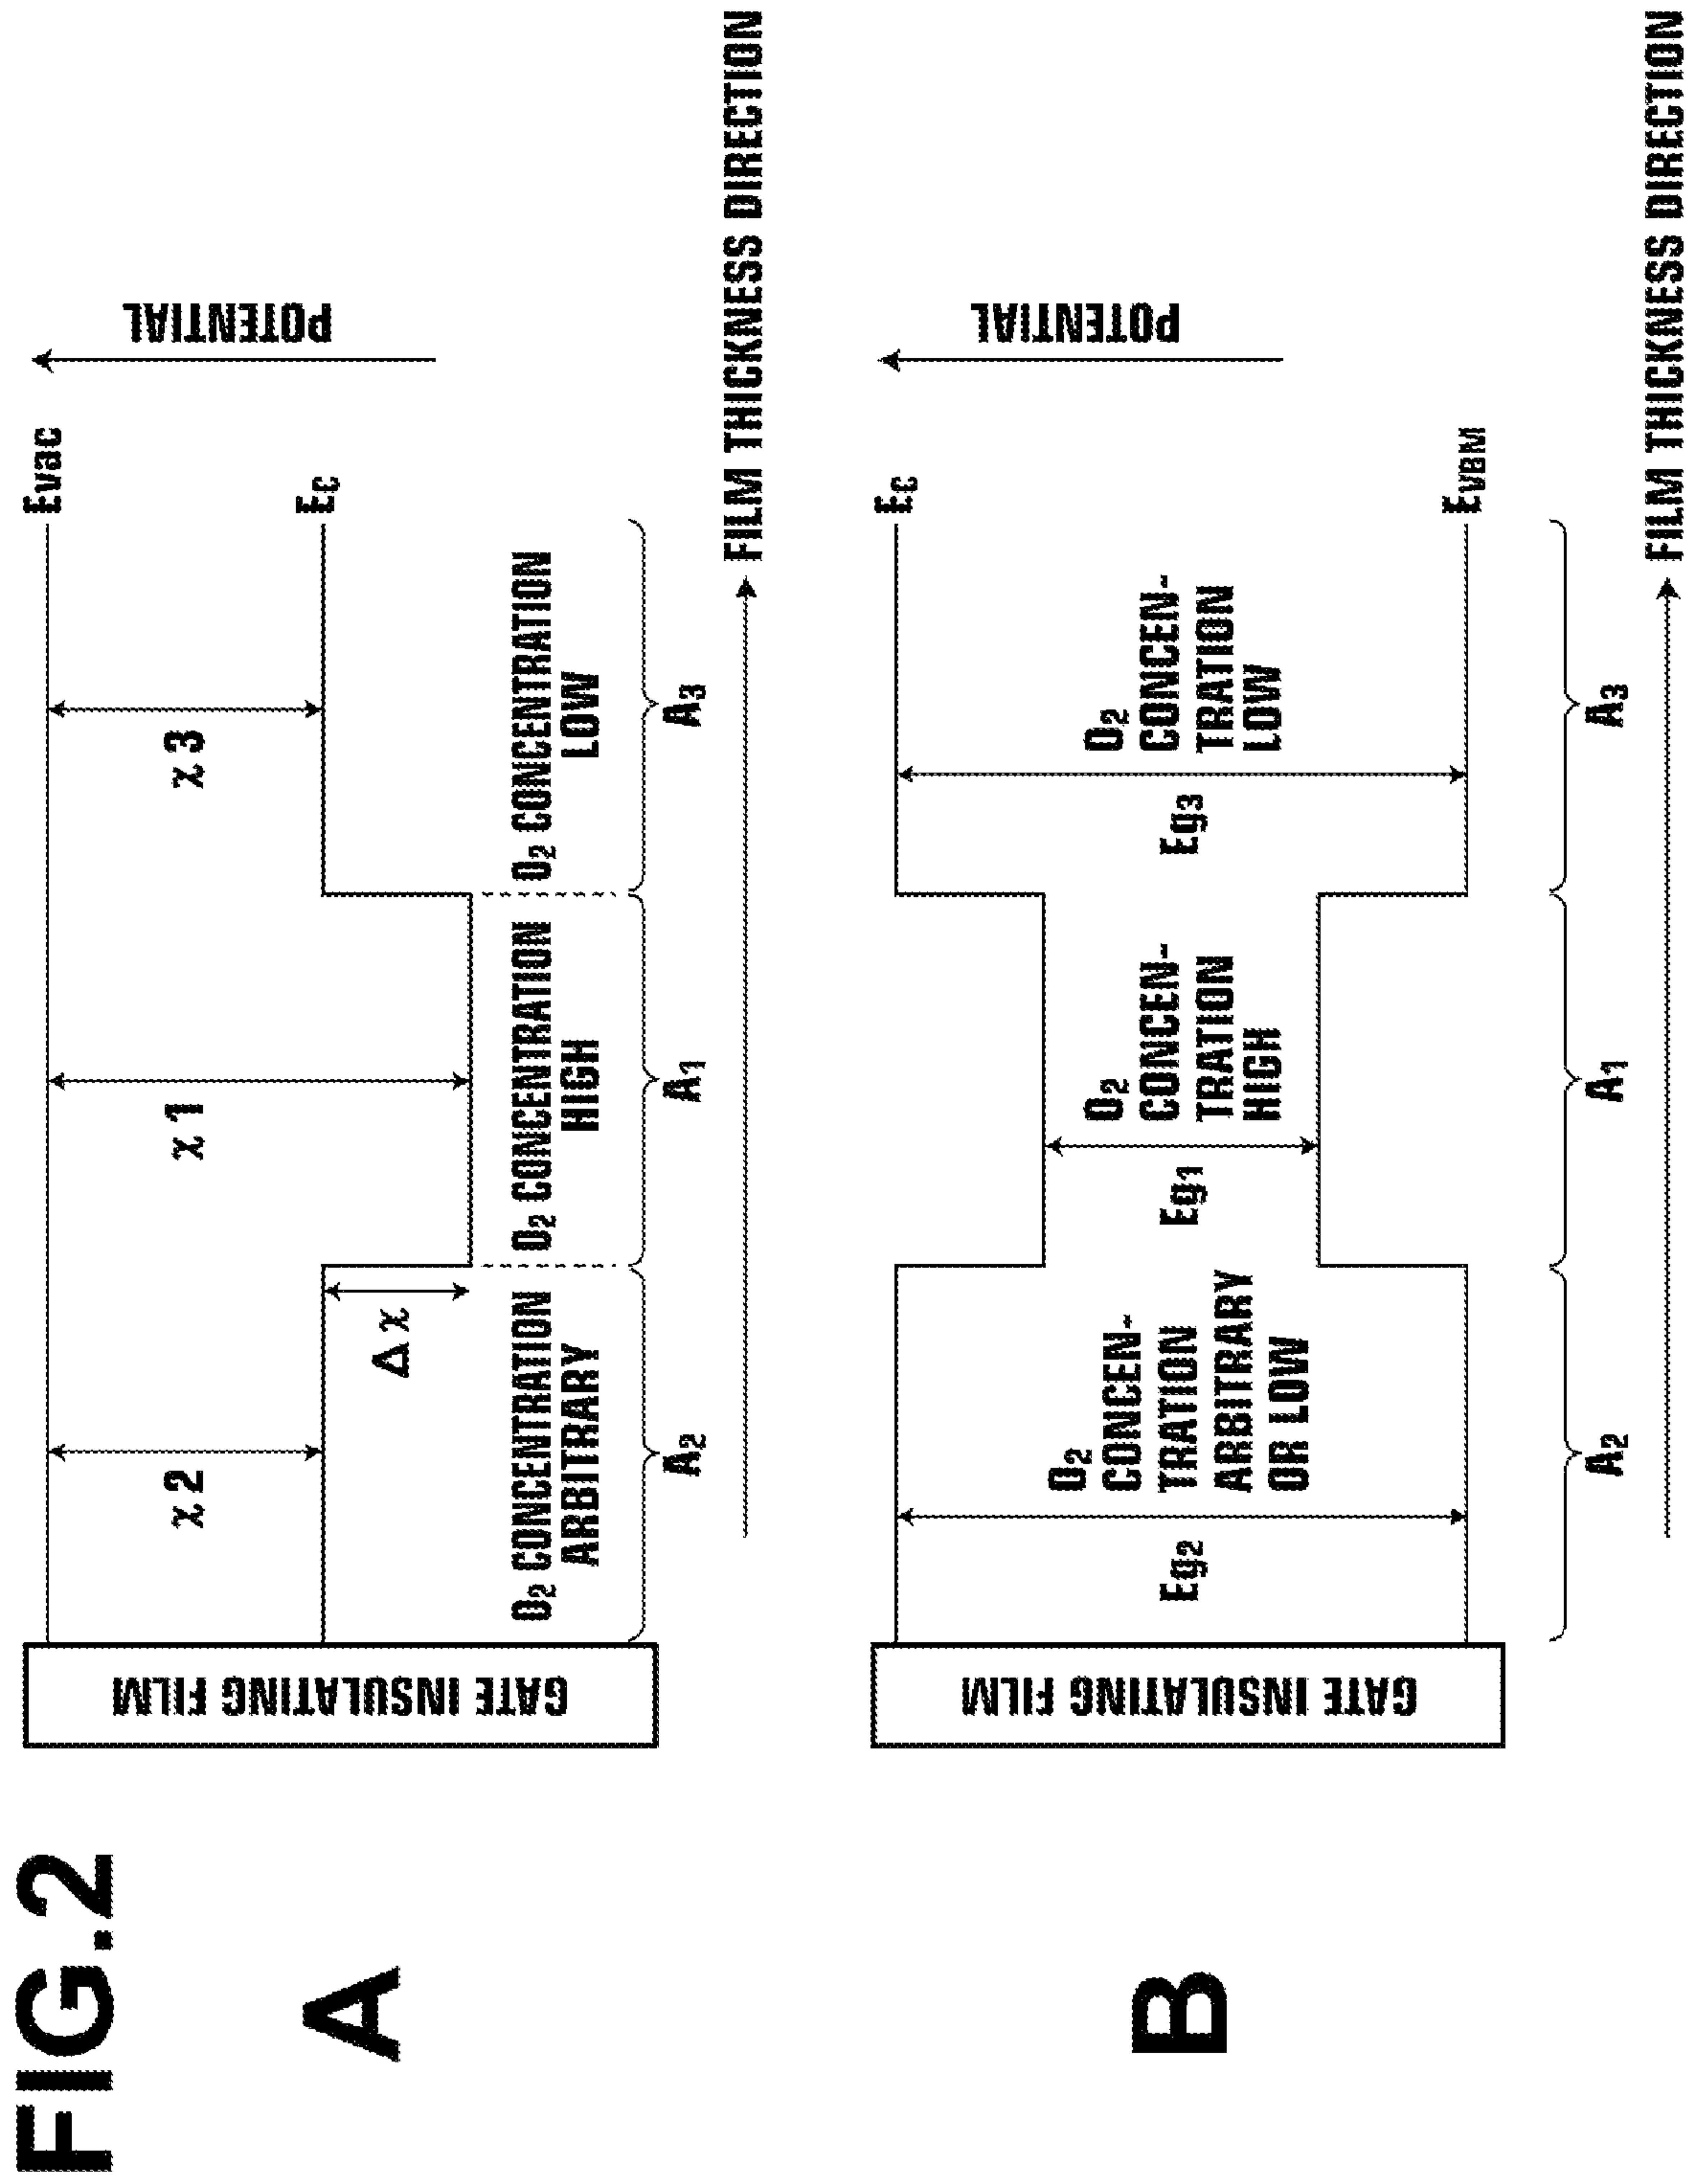 FIG.2
A
Evac
POTENTIAL
χ2
χ1
χ3
EC
Δχ
GATE INSULATING FILM
O2 CONCENTRATION
ARBITRARY
O2 CONCENTRATION
HIGH
O2 CONCENTRATION
LOW
A2
A1
A3
FILM THICKNESS DIRECTION
B
EC
POTENTIAL
GATE INSULATING FILM
Eg2
O2
CONCEN-
TRATION
ARBITRARY
OR LOW
Eg1
O2
CONCEN-
TRATION
HIGH
Eg3
O2
CONCEN-
TRATION
LOW
EVBM
A2
A1
A3
FILM THICKNESS DIRECTION